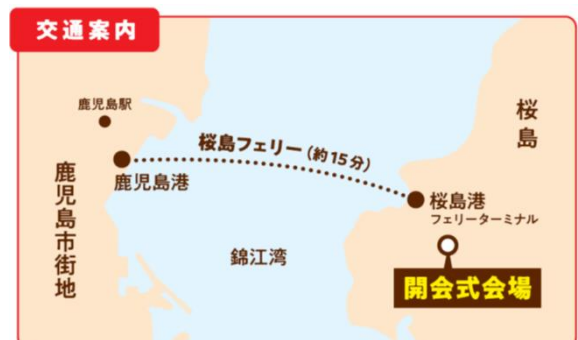 交通案内
鹿児島駅
桜島フェリー(約15分)
鹿児島港
鹿児島市街地
錦江湾
桜島
桜島港
フェリーターミナル
開会式会場